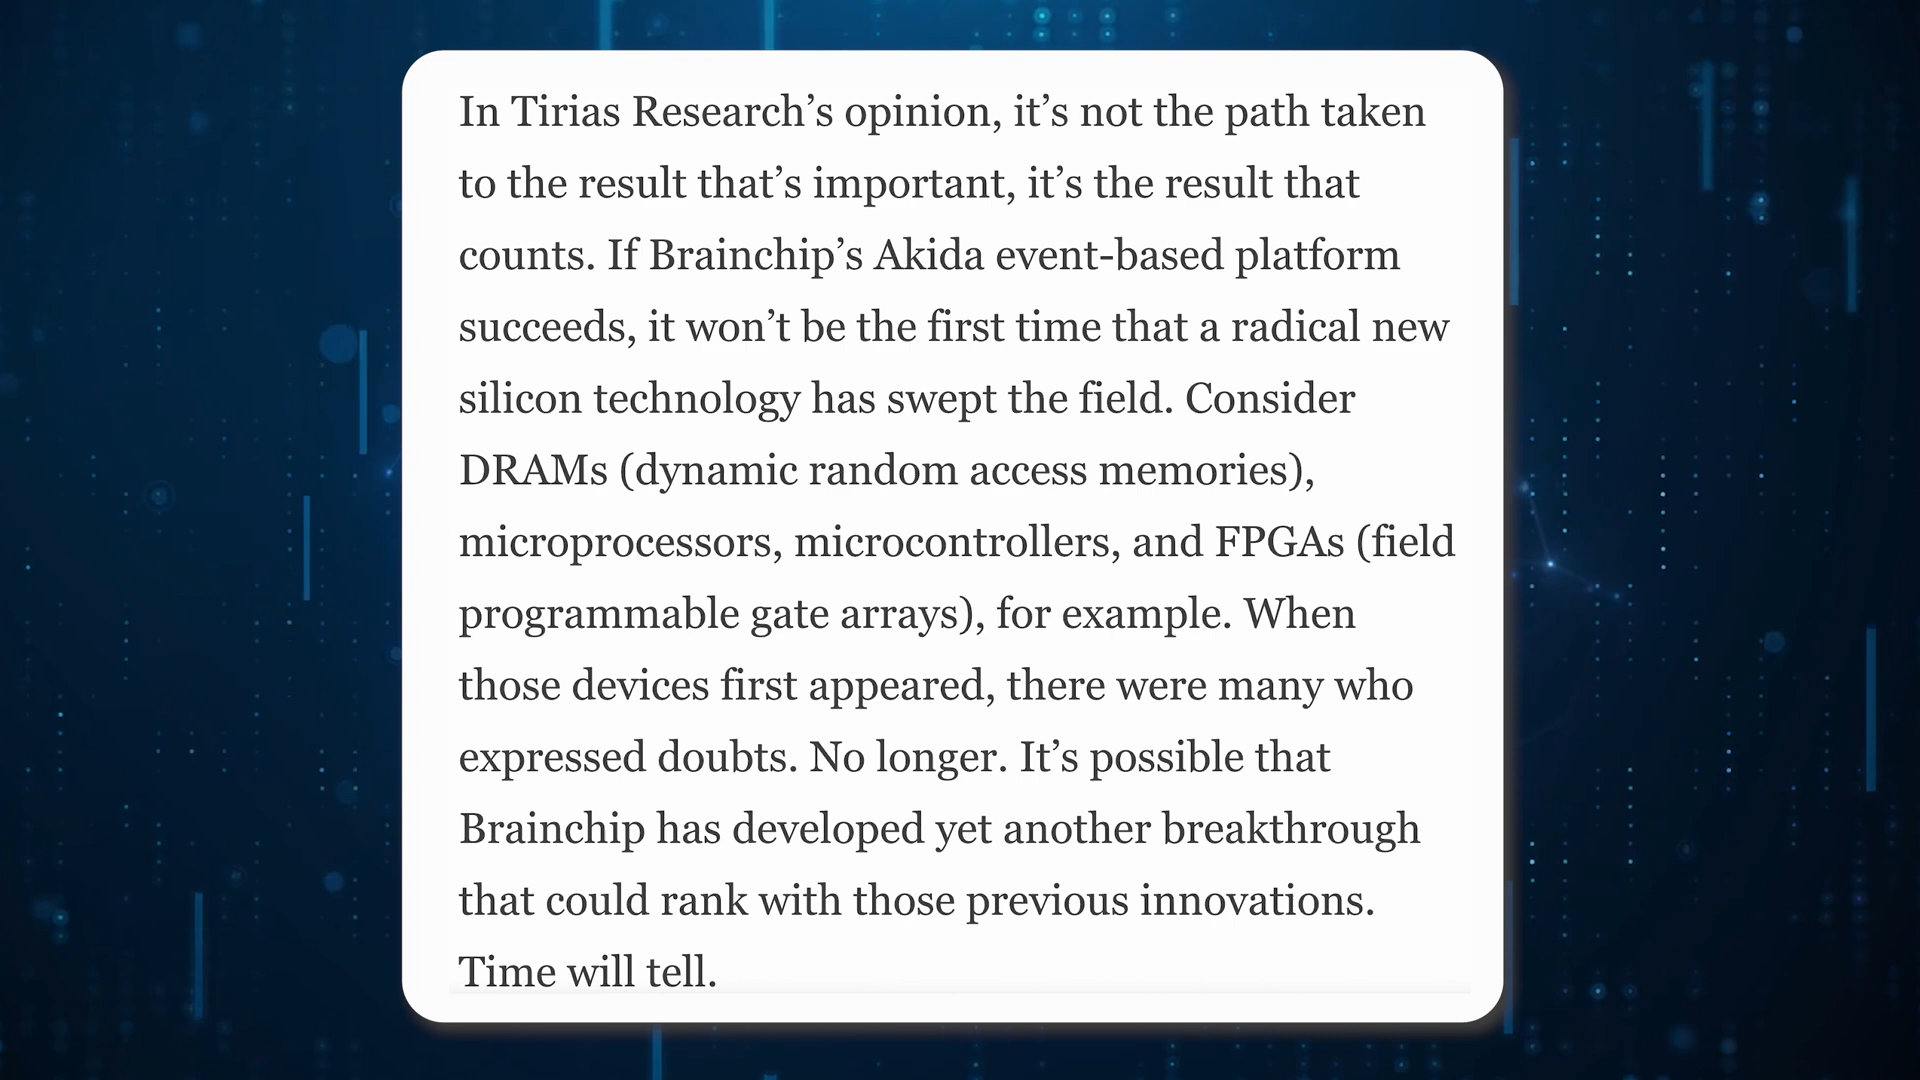 In Tirias Research’s opinion, it’s not the path taken
to the result that’s important, it’s the result that
counts. If Brainchip’s Akida event-based platform
succeeds, it won’t be the first time that a radical new
silicon technology has swept the field. Consider
DRAMs (dynamic random access memories),
microprocessors, microcontrollers, and FPGAs (field
programmable gate arrays), for example. When
those devices first appeared, there were many who
expressed doubts. No longer. It’s possible that
Brainchip has developed yet another breakthrough
that could rank with those previous innovations.
Time will tell.